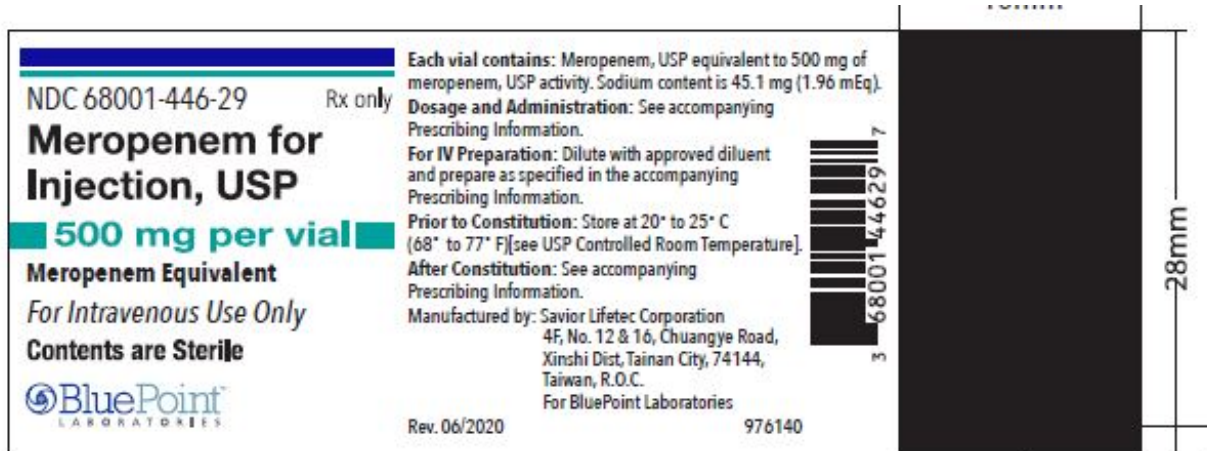 NDC 68001-446-29 Rx only
Meropenem for
Injection, USP
500 mg per vial
Meropenem Equivalent
For Intravenous Use Only
Contents are Sterile
BluePoint™
LABORATORIES
Each vial contains: Meropenem, USP equivalent to 500 mg of
meropenem, USP activity. Sodium content is 45.1 mg (1.96 mEq).
Dosage and Administration: See accompanying
Prescribing Information.
For IV Preparation: Dilute with approved diluent
and prepare as specified in the accompanying
Prescribing Information.
Prior to Constitution: Store at 20° to 25° C
(68° to 77° F)[see USP Controlled Room Temperature].
After Constitution: See accompanying
Prescribing Information.
Manufactured by: Savior Lifetec Corporation
4F, No. 12 & 16, Chuangye Road,
Xinshi Dist, Tainan City, 74144,
Taiwan, R.O.C.
For BluePoint Laboratories
Rev. 06/2020 976140
3 68001 44629 7
28mm